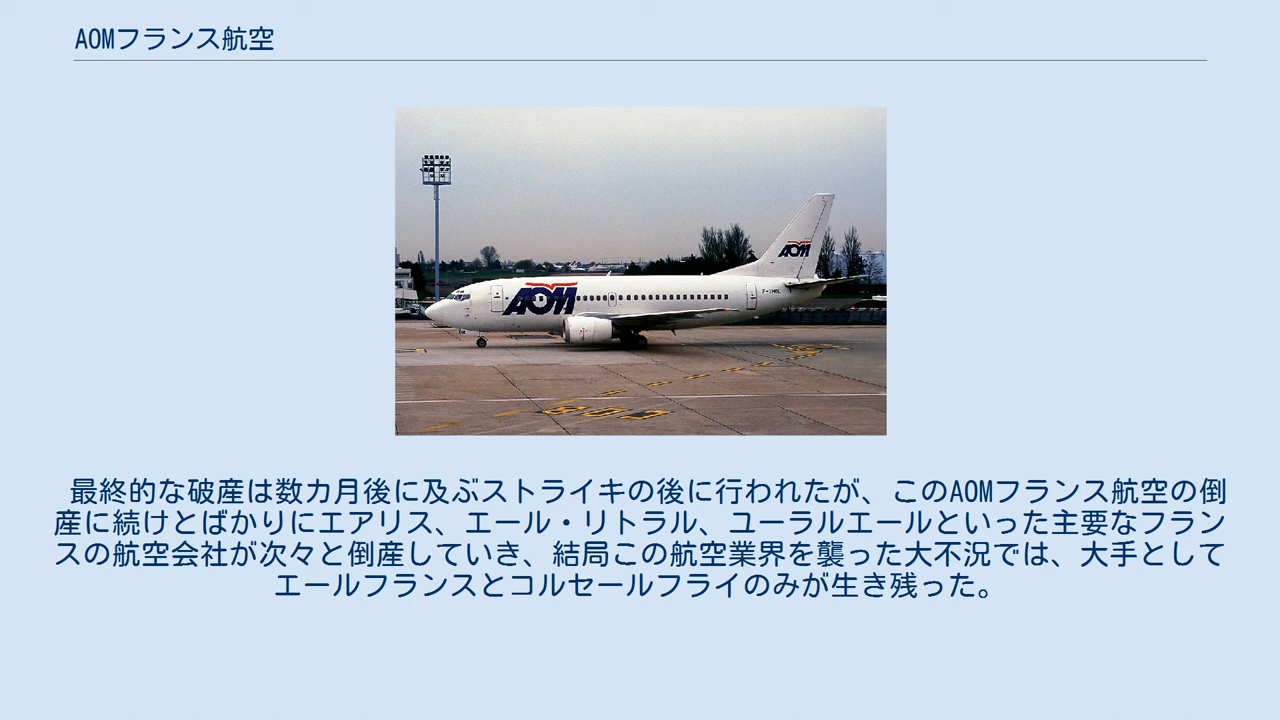 AOMフランス航空
AOM
AOM
最終的な破産は数カ月後に及ぶストライキの後に行われたが、このAOMフランス航空の倒
産に続けとばかりにエアリス、エール・リトラル、ユーラルエールといった主要なフラン
スの航空会社が次々と倒産していき、結局この航空業界を襲った大不況では、大手として
エールフランスとコルセールフライのみが生き残った。